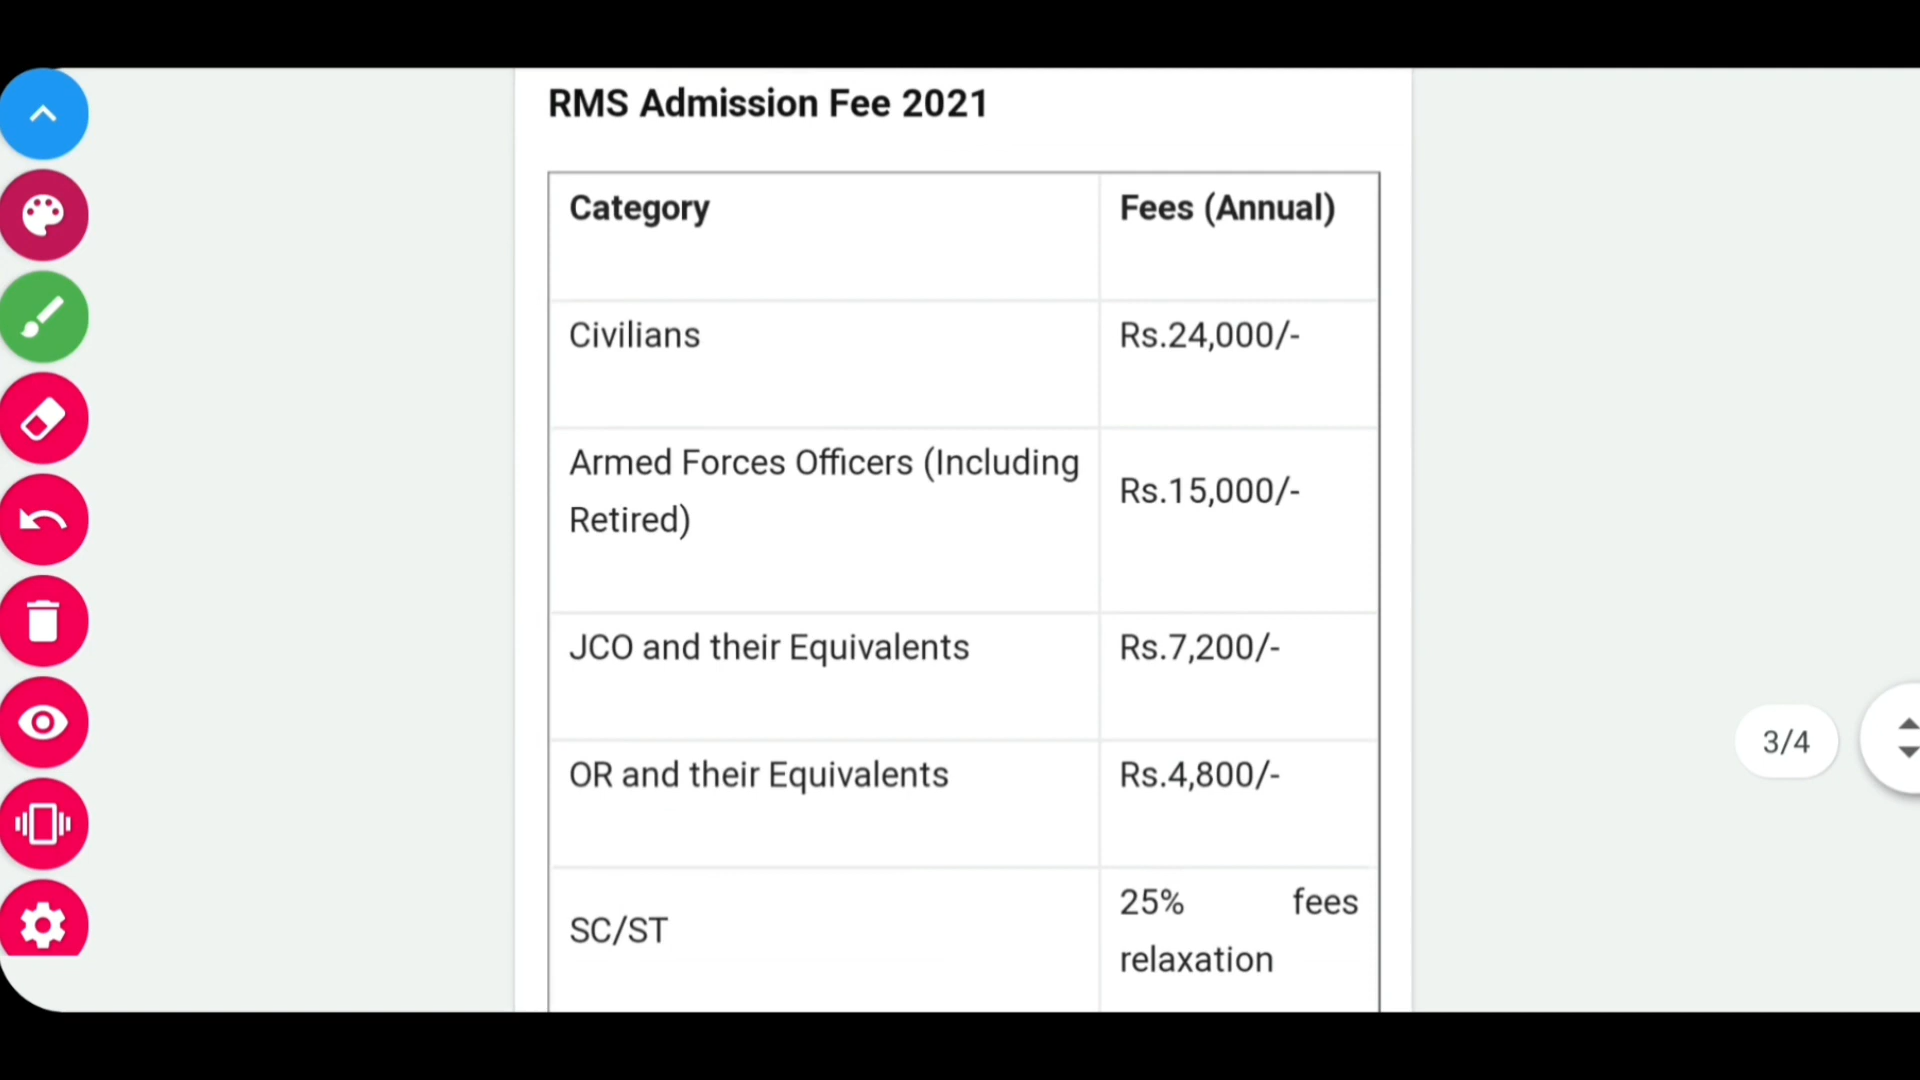 RMS Admission Fee 2021
Category Fees (Annual)
Civilians Rs.24,000/-
Armed Forces Officers (Including
Retired)
Rs.15,000/-
JCO and their Equivalents Rs.7,200/-
OR and their Equivalents Rs.4,800/-
SC/ST
25% fees
relaxation
3/4